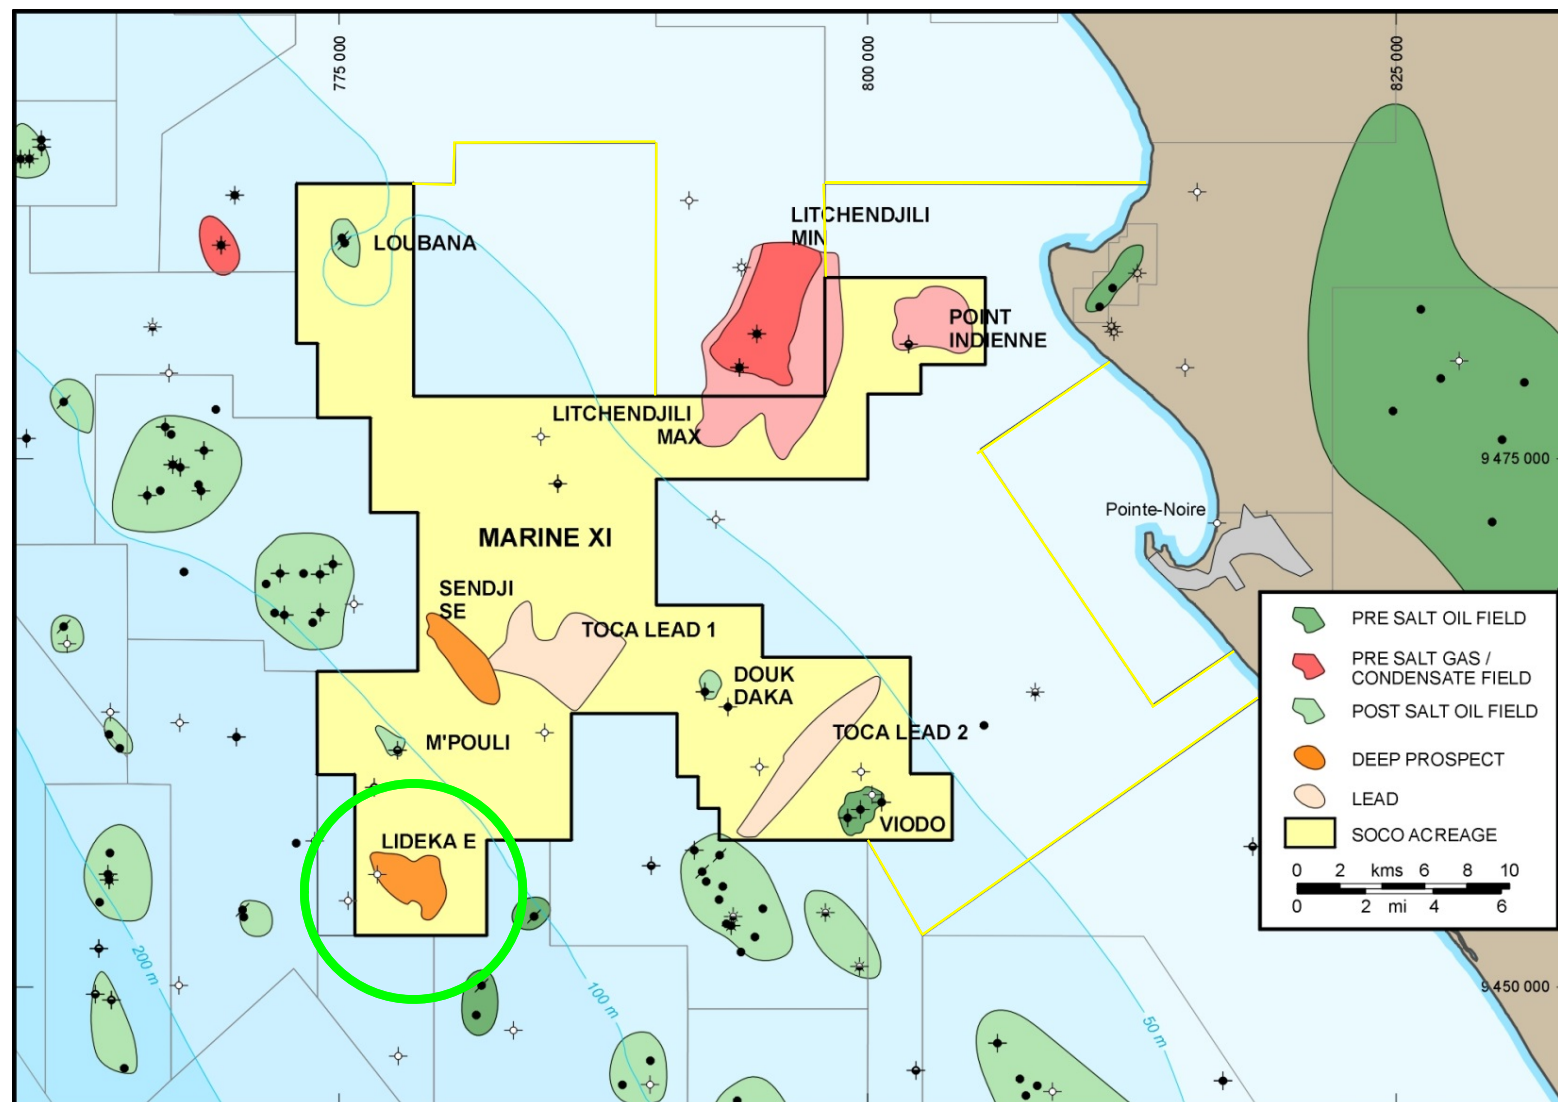 775 000
800 000
825 000
LITCHENDJILI
MIN
LOUBANA
POINT
INDIENNE
LITCHENDJILI
MAX
9 475 000
Pointe-Noire
MARINE XI
SENDJI
SE
TOCA LEAD 1
DOUK
DAKA
TOCA LEAD 2
M'POULI
VIODO
LIDEKA E
200 m
100 m
50 m
9 450 000
PRE SALT OIL FIELD
PRE SALT GAS /
CONDENSATE FIELD
POST SALT OIL FIELD
DEEP PROSPECT
LEAD
SOCO ACREAGE
0 2 kms 6 8 10
0 2 mi 4 6